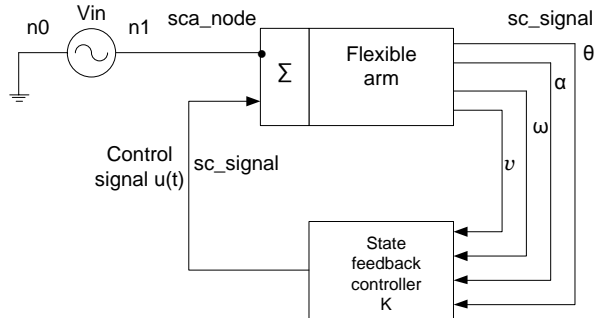 Vin
n0
n1
sca_node
sc_signal
Σ
Flexible
arm
θ
α
ω
υ
Control
signal u(t)
sc_signal
State
feedback
controller
K